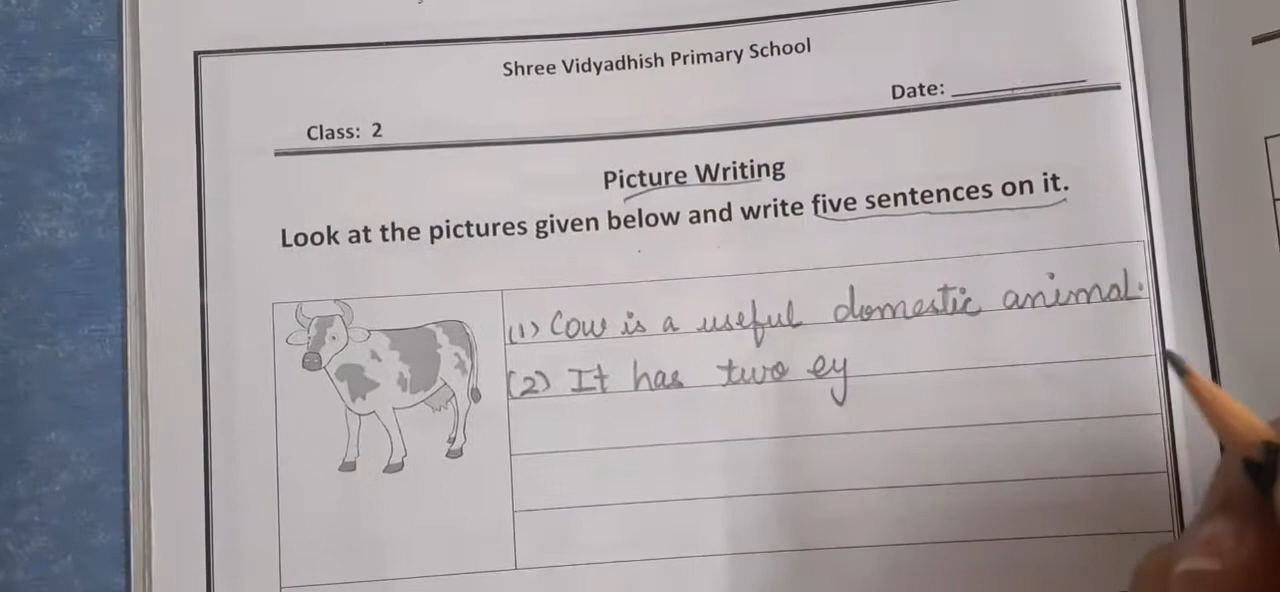 Shree Vidyadhish Primary School
Date:
Class: 2
Picture Writing
Look at the pictures given below and write five sentences on it.
(1) Cow is a useful domestic animal.
(2) It has two ey